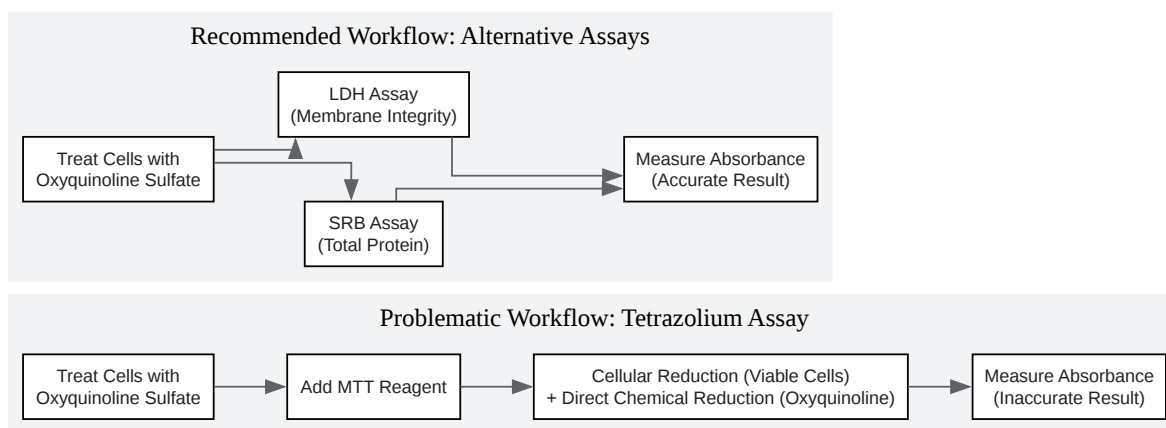 Recommended Workflow: Alternative Assays
LDH Assay
(Membrane Integrity)
Treat Cells with
Oxyquinoline Sulfate
Measure Absorbance
(Accurate Result)
SRB Assay
(Total Protein)
Problematic Workflow: Tetrazolium Assay
Treat Cells with
Oxyquinoline Sulfate
Add MTT Reagent
Cellular Reduction (Viable Cells)
+ Direct Chemical Reduction (Oxyquinoline)
Measure Absorbance
(Inaccurate Result)